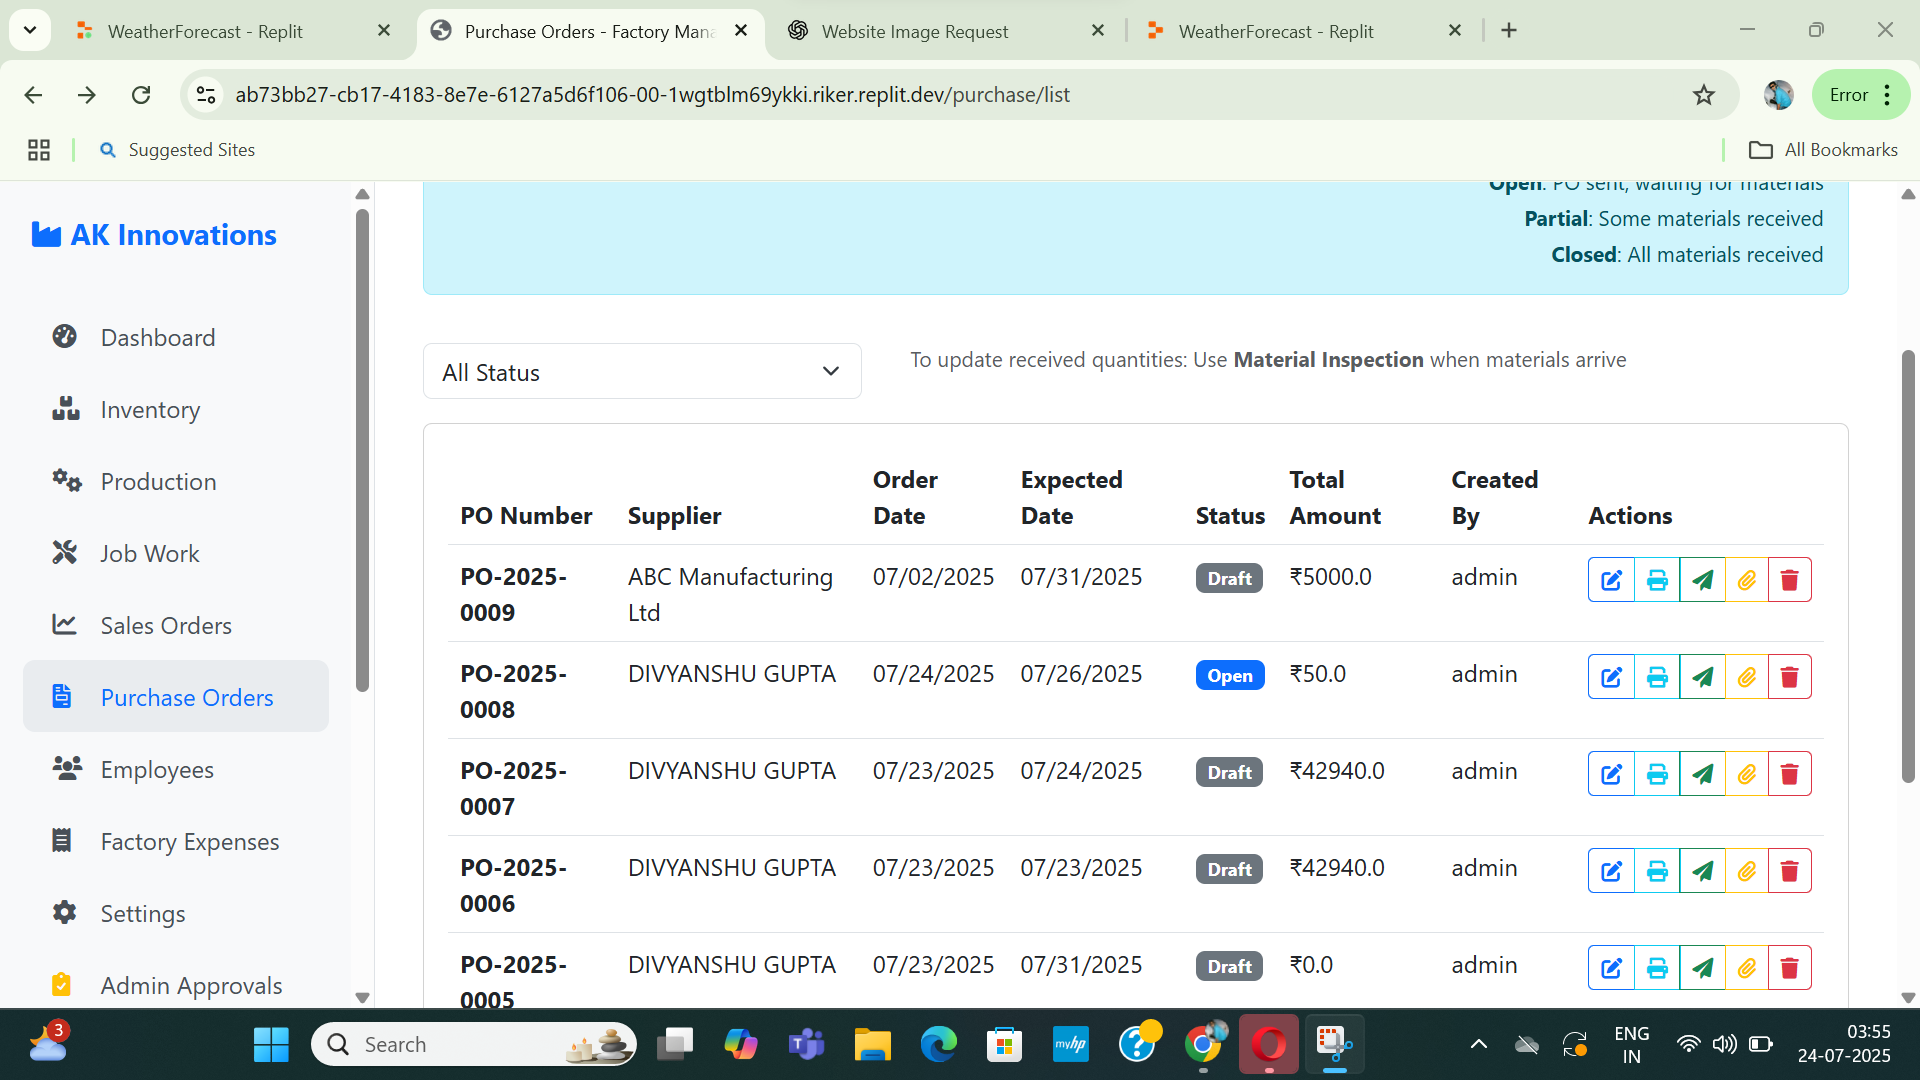 WeatherForecast - Replit
Purchase Orders - Factory Mana
Website Image Request
WeatherForecast - Replit
ab73bb27-cb17-4183-8e7e-6127a5d6f106-00-1wgtblm69ykki.riker.replit.dev/purchase/list
Error
Suggested Sites
All Bookmarks
AK Innovations
Dashboard
Inventory
Production
Job Work
Sales Orders
Purchase Orders
Employees
Factory Expenses
Settings
Admin Approvals
Open: PO sent, waiting for materials
Partial: Some materials received
Closed: All materials received
All Status
To update received quantities: Use Material Inspection when materials arrive
PO Number Supplier Order Date Expected Date Status Total Amount Created By Actions
PO-2025-0009 ABC Manufacturing Ltd 07/02/2025 07/31/2025 Draft ₹5000.0 admin
PO-2025-0008 DIVYANSHU GUPTA 07/24/2025 07/26/2025 Open ₹50.0 admin
PO-2025-0007 DIVYANSHU GUPTA 07/23/2025 07/24/2025 Draft ₹42940.0 admin
PO-2025-0006 DIVYANSHU GUPTA 07/23/2025 07/23/2025 Draft ₹42940.0 admin
PO-2025-0005 DIVYANSHU GUPTA 07/23/2025 07/31/2025 Draft ₹0.0 admin
3
Search
myhp
ENG
IN
03:55
24-07-2025